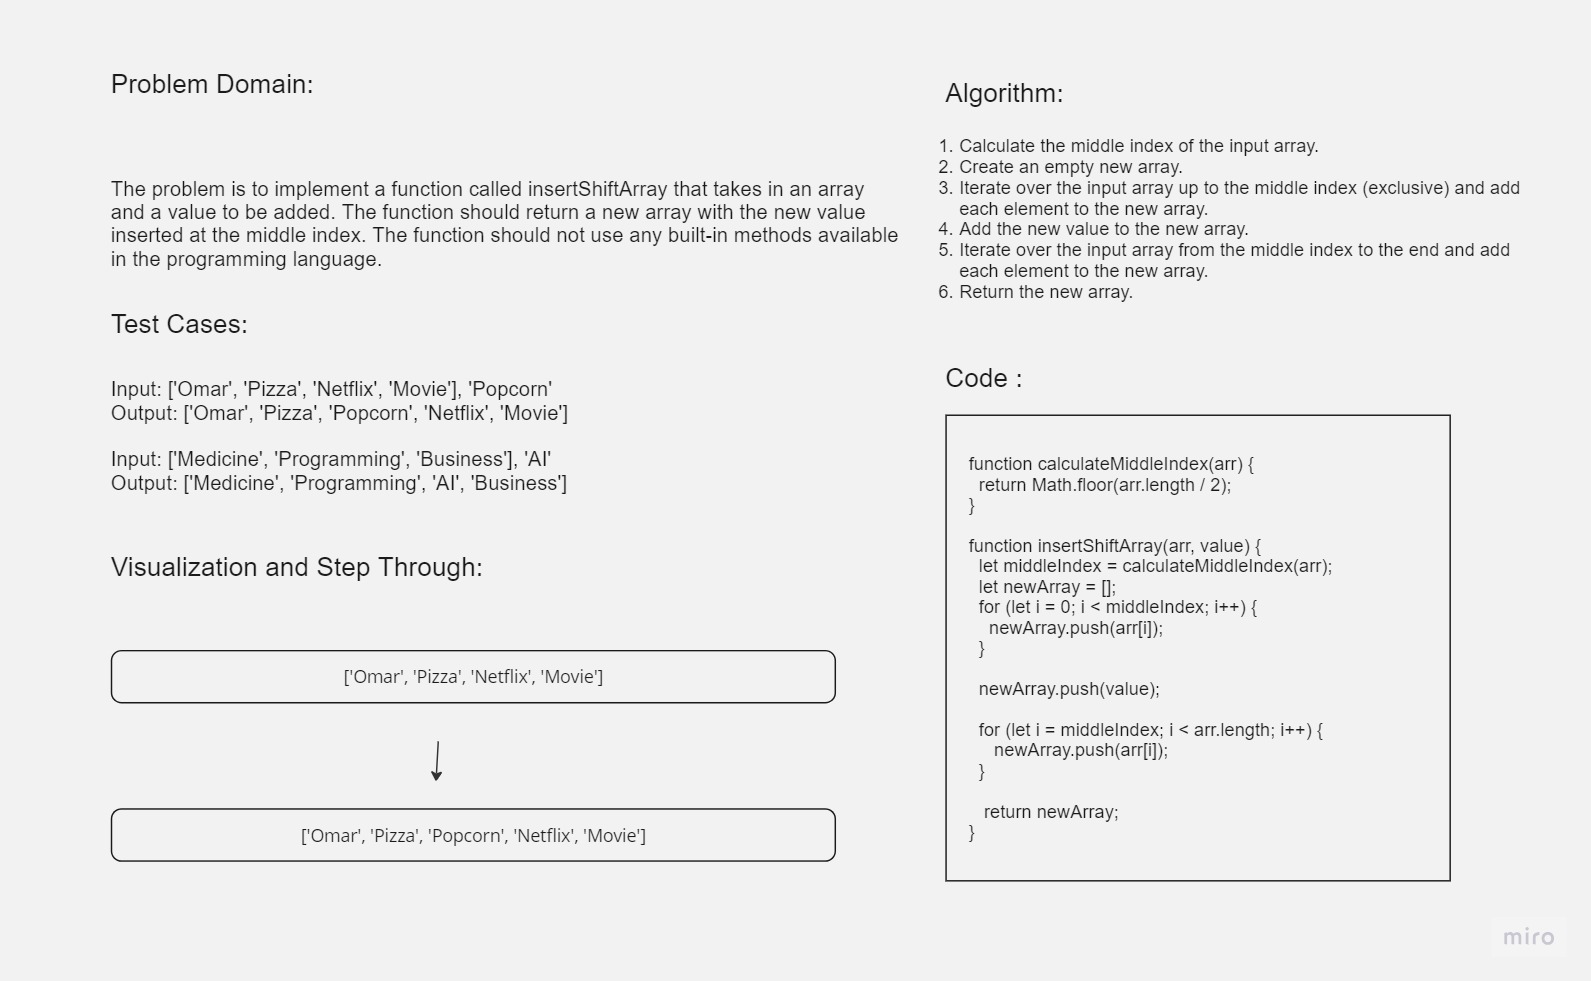 Problem Domain:
The problem is to implement a function called insertShiftArray that takes in an array
and a value to be added. The function should return a new array with the new value
inserted at the middle index. The function should not use any built-in methods available
in the programming language.
Test Cases:
Input: ['Omar', 'Pizza', 'Netflix', 'Movie'], 'Popcorn'
Output: ['Omar', 'Pizza', 'Popcorn', 'Netflix', 'Movie']
Input: ['Medicine', 'Programming', 'Business'], 'AI'
Output: ['Medicine', 'Programming', 'AI', 'Business']
Visualization and Step Through:
['Omar', 'Pizza', 'Netflix', 'Movie']
['Omar', 'Pizza', 'Popcorn', 'Netflix', 'Movie']
Algorithm:
1. Calculate the middle index of the input array.
2. Create an empty new array.
3. Iterate over the input array up to the middle index (exclusive) and add
each element to the new array.
4. Add the new value to the new array.
5. Iterate over the input array from the middle index to the end and add
each element to the new array.
6. Return the new array.
Code :
function calculateMiddleIndex(arr) {
return Math.floor(arr.length / 2);
}
function insertShiftArray(arr, value) {
let middleIndex = calculateMiddleIndex(arr);
let newArray = [];
for (let i = 0; i < middleIndex; i++) {
newArray.push(arr[i]);
}
newArray.push(value);
for (let i = middleIndex; i < arr.length; i++) {
newArray.push(arr[i]);
}
return newArray;
}
miro